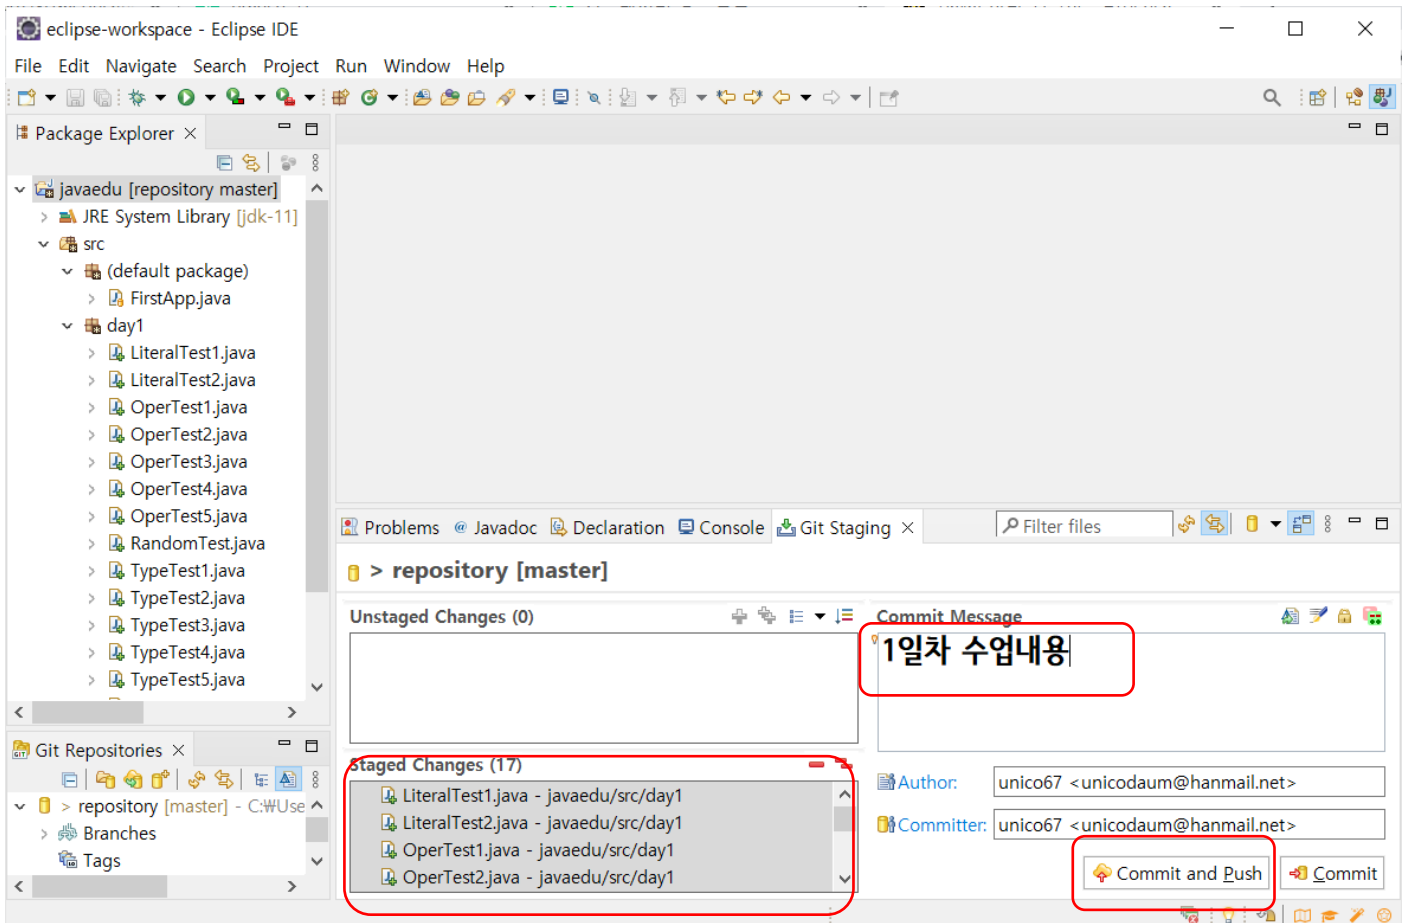 eclipse-workspace - Eclipse IDE
File Edit Navigate Search Project Run Window Help
Package Explorer
javaedu [repository master]
JRE System Library [jdk-11]
src
(default package)
FirstApp.java
day1
LiteralTest1.java
LiteralTest2.java
OperTest1.java
OperTest2.java
OperTest3.java
OperTest4.java
OperTest5.java
RandomTest.java
TypeTest1.java
TypeTest2.java
TypeTest3.java
TypeTest4.java
TypeTest5.java
Git Repositories
> repository [master] - C:₩Use
Branches
Tags
Problems @ Javadoc Declaration Console Git Staging
Filter files
> repository [master]
Unstaged Changes (0)
Staged Changes (17)
LiteralTest1.java - javaedu/src/day1
LiteralTest2.java - javaedu/src/day1
OperTest1.java - javaedu/src/day1
OperTest2.java - javaedu/src/day1
Commit Message
1일차 수업내용
Author: unico67 <unicodaum@hanmail.net>
Committer: unico67 <unicodaum@hanmail.net>
Commit and Push
Commit